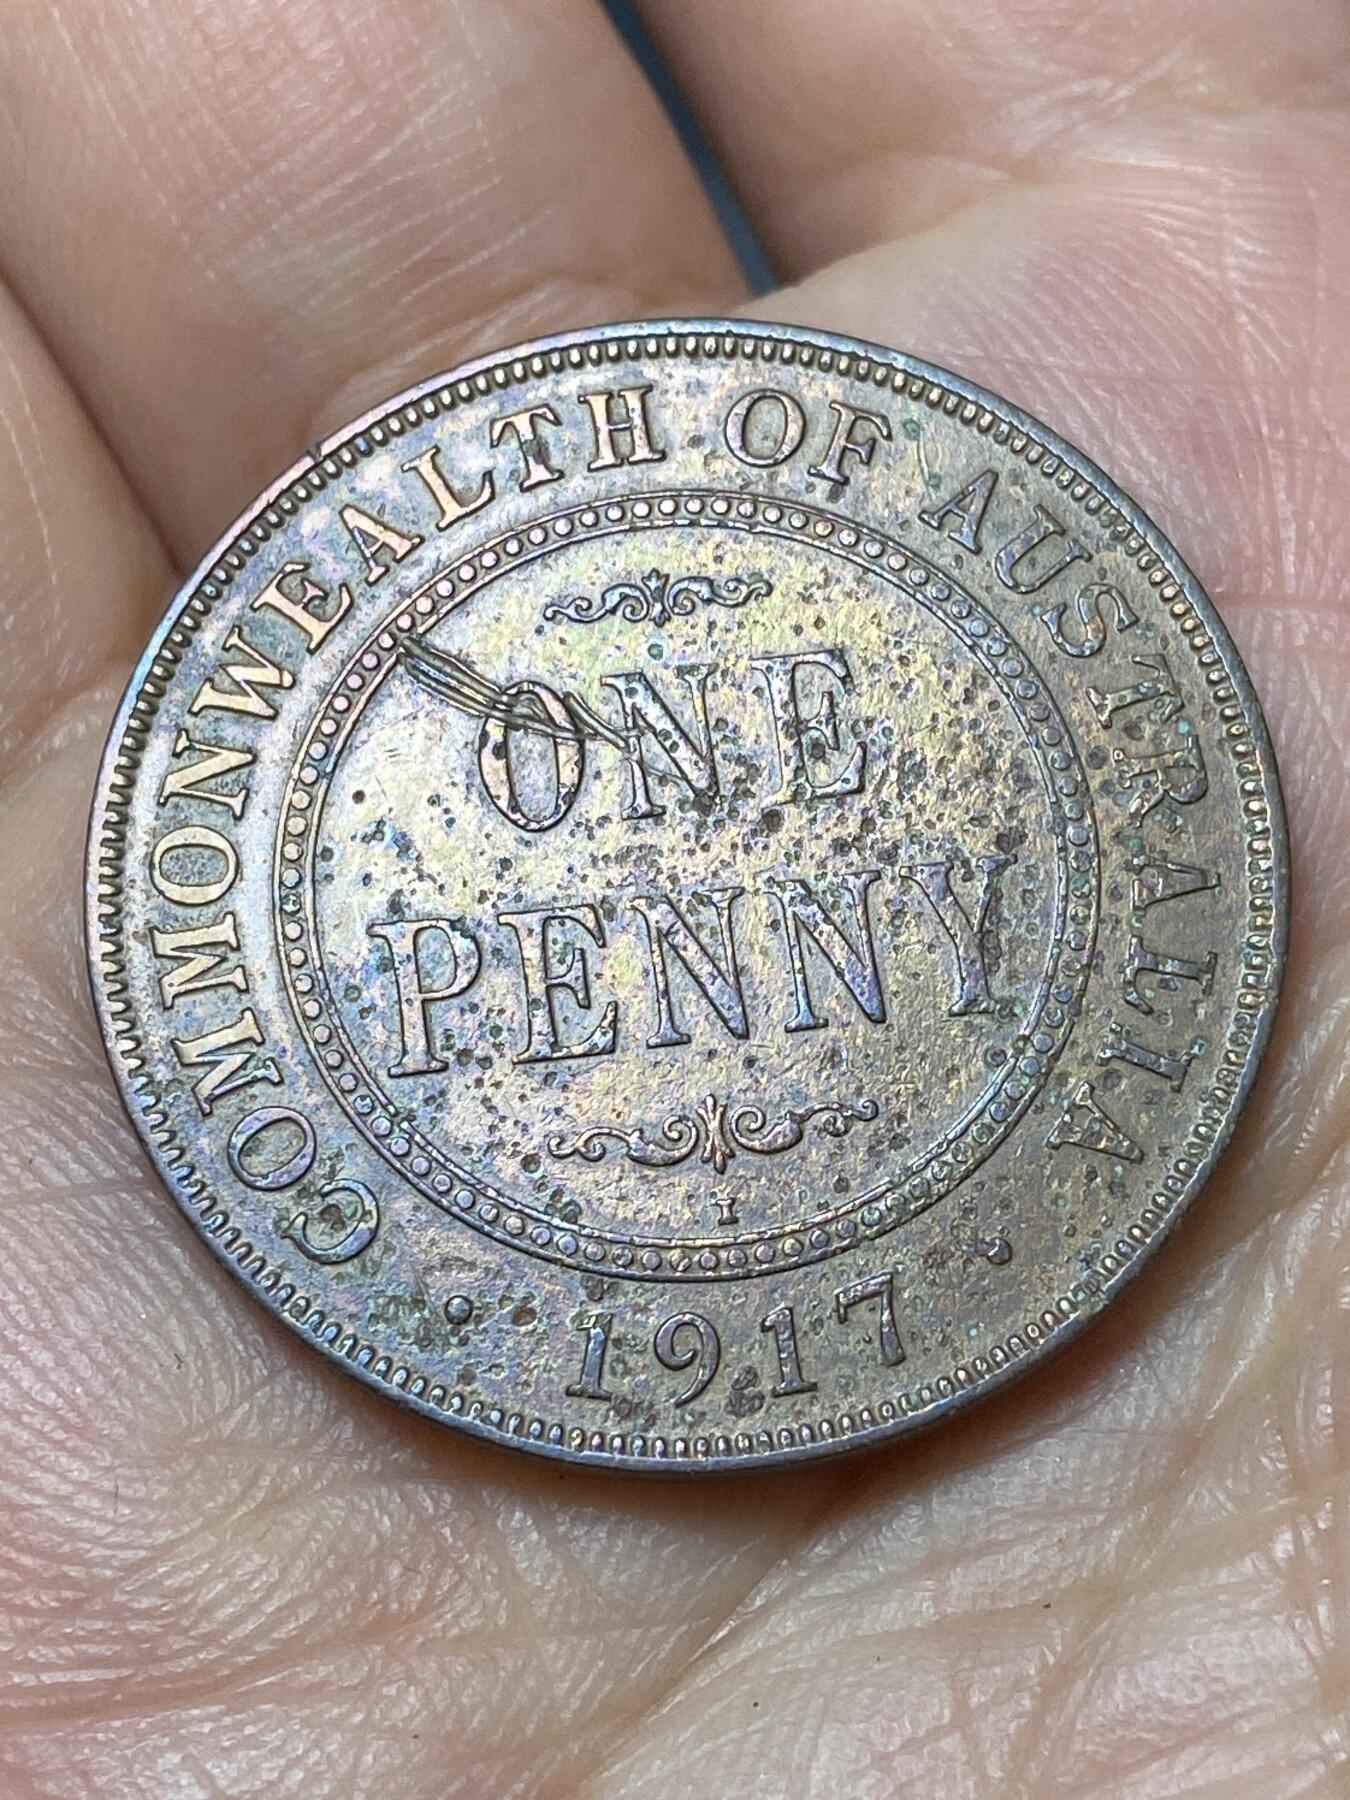 COMMONWEALTH OF AUSTRALIA
ONE
PENNY
I
· 1917 ·